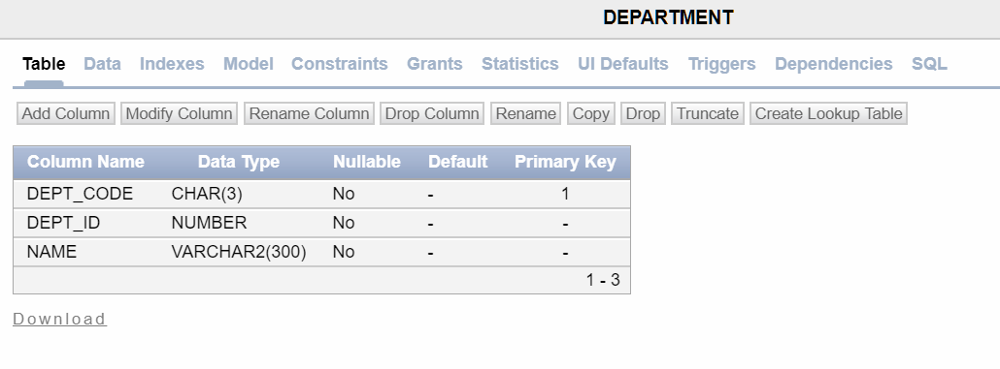 DEPARTMENT
Table Data Indexes Model Constraints Grants Statistics UI Defaults Triggers Dependencies SQL
Add Column Modify Column Rename Column Drop Column Rename Copy Drop Truncate Create Lookup Table
Column Name Data Type Nullable Default Primary Key
DEPT_CODE CHAR(3) No - 1
DEPT_ID NUMBER No - -
NAME VARCHAR2(300) No - -
1 - 3
Download